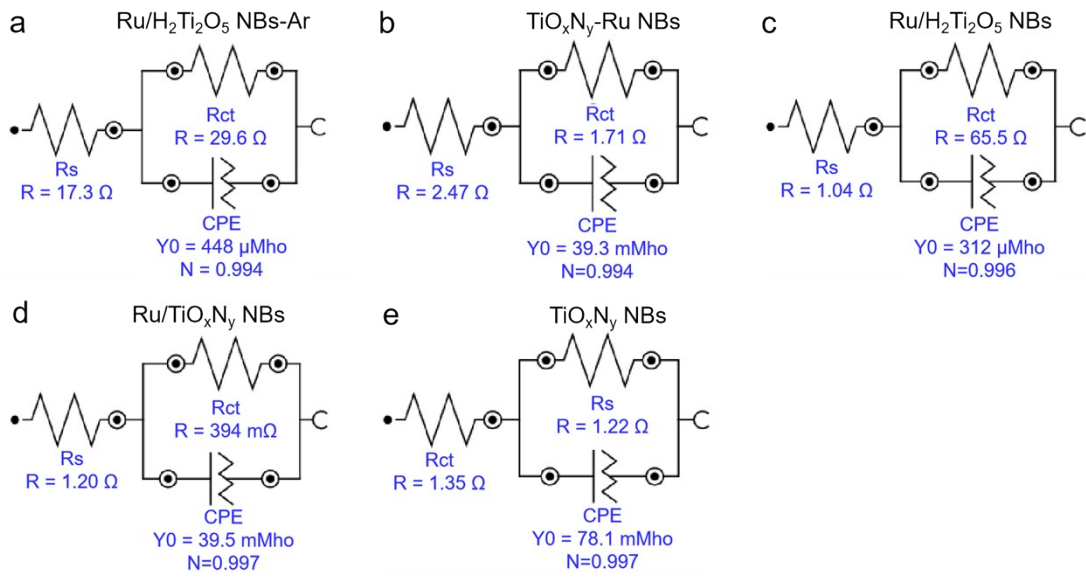 a
Ru/H₂Ti₂O₅ NBs-Ar
Rct
R = 29.6 Ω
Rs
R = 17.3 Ω
CPE
Y0 = 448 µMho
N = 0.994
b
TiOₓNᵧ-Ru NBs
Rct
R = 1.71 Ω
Rs
R = 2.47 Ω
CPE
Y0 = 39.3 mMho
N=0.994
c
Ru/H₂Ti₂O₅ NBs
Rct
R = 65.5 Ω
Rs
R = 1.04 Ω
CPE
Y0 = 312 µMho
N=0.996
d
Ru/TiOₓNᵧ NBs
Rct
R = 394 mΩ
Rs
R = 1.20 Ω
CPE
Y0 = 39.5 mMho
N=0.997
e
TiOₓNᵧ NBs
Rs
R = 1.22 Ω
Rct
R = 1.35 Ω
CPE
Y0 = 78.1 mMho
N=0.997